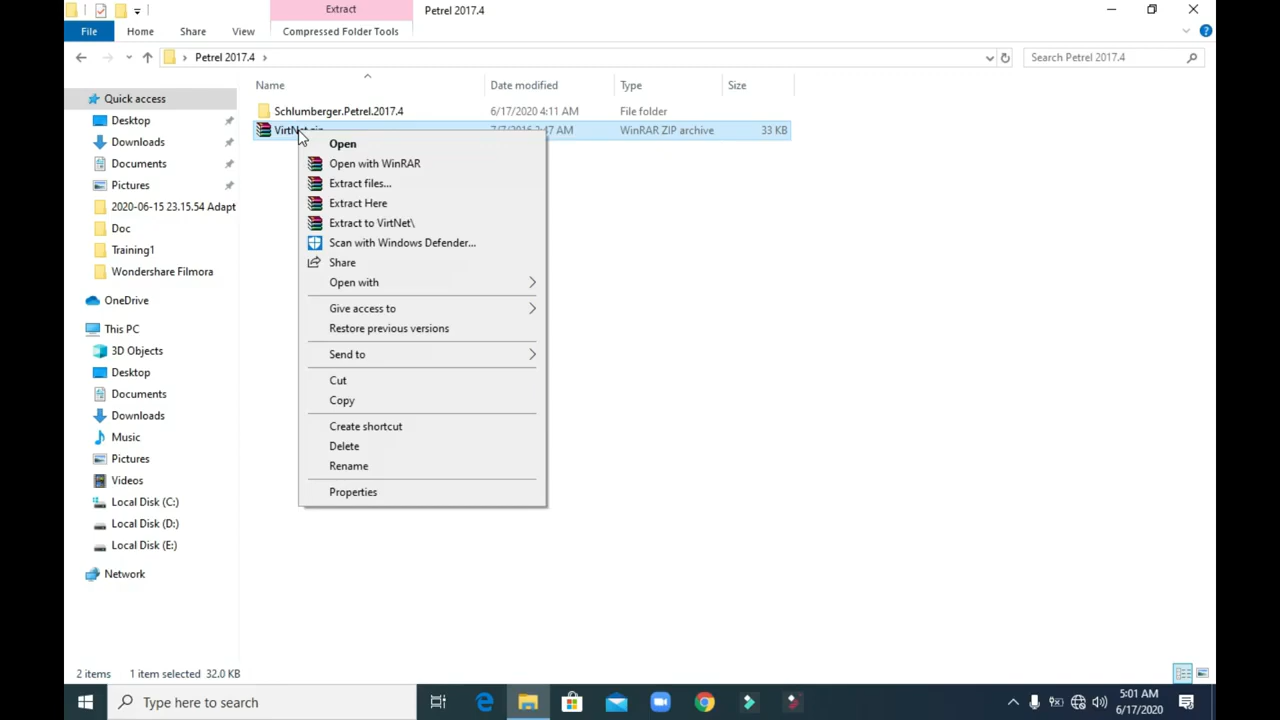 Extract
Petrel 2017.4
File
Home
Share
View
Compressed Folder Tools
Petrel 2017.4
Search Petrel 2017.4
Name
Date modified
Type
Size
Schlumberger.Petrel.2017.4
6/17/2020 4:11 AM
File folder
AM
WinRAR ZIP archive
33 KB
Quick access
Desktop
Downloads
Documents
Pictures
2020-06-15 23.15.54 Adapt
Doc
Training1
Wondershare Filmora
OneDrive
This PC
3D Objects
Desktop
Documents
Downloads
Music
Pictures
Videos
Local Disk (C:)
Local Disk (D:)
Local Disk (E:)
Network
Open
Open with WinRAR
Extract files...
Extract Here
Extract to VirtNet\
Scan with Windows Defender...
Share
Open with
Give access to
Restore previous versions
Send to
Cut
Copy
Create shortcut
Delete
Rename
Properties
2 items
1 item selected 32.0 KB
Type here to search
5:01 AM
6/17/2020